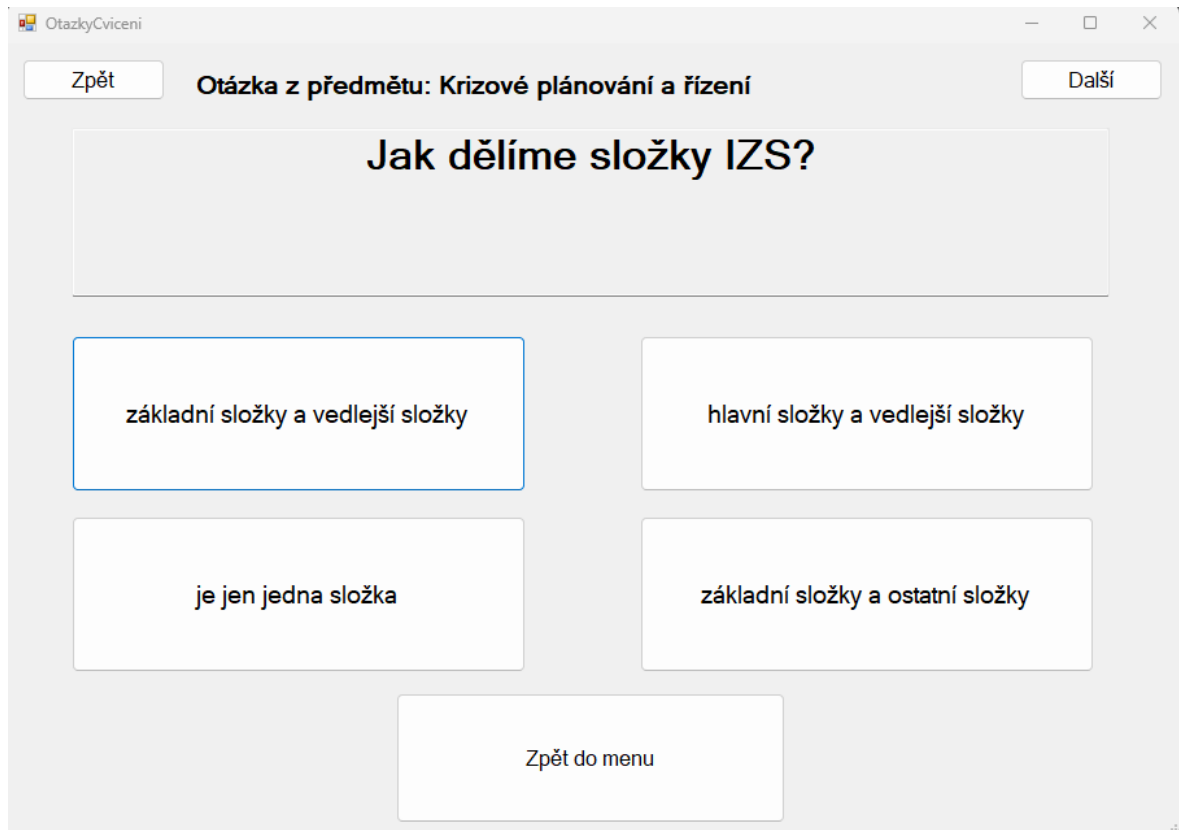 OtazkyCviceni
Zpět
Otázka z předmětu: Krizové plánování a řízení
Další
Jak dělíme složky IZS?
základní složky a vedlejší složky
hlavní složky a vedlejší složky
je jen jedna složka
základní složky a ostatní složky
Zpět do menu